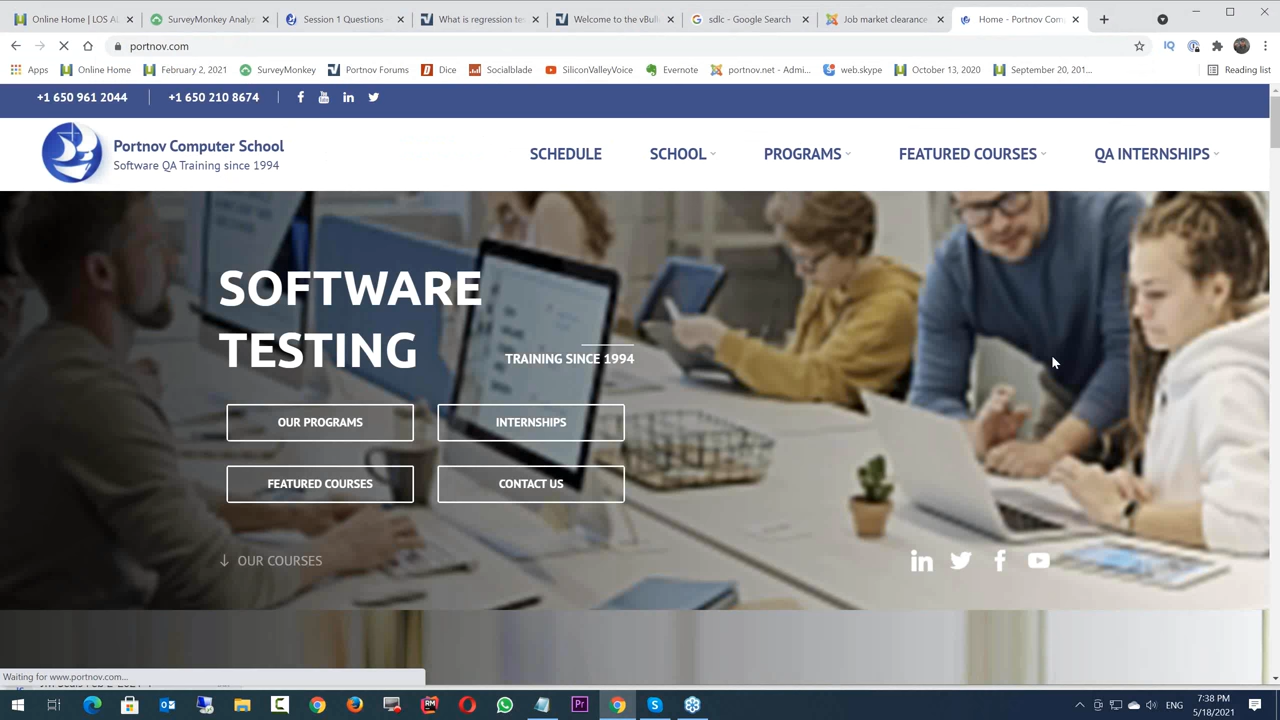 Online Home | LOS AL
SurveyMonkey Analyz
Session 1 Questions -
What is regression te
Welcome to the vBull
sdlc - Google Search
Job market clearance.
Home - Portnov Comp
portnov.com
Apps
Online Home
February 2, 2021
SurveyMonkey
Portnov Forums
Dice
Socialblade
SiliconValleyVoice
Evernote
portnov.net - Admi...
web.skype
October 13, 2020
September 20, 201...
Reading list
+1 650 961 2044
+1 650 210 8674
Portnov Computer School
Software QA Training since 1994
SCHEDULE
SCHOOL
PROGRAMS
FEATURED COURSES
QA INTERNSHIPS
SOFTWARE
TESTING
TRAINING SINCE 1994
OUR PROGRAMS
INTERNSHIPS
FEATURED COURSES
CONTACT US
↓ OUR COURSES
Waiting for www.portnov.com...
ENG
7:38 PM
5/18/2021